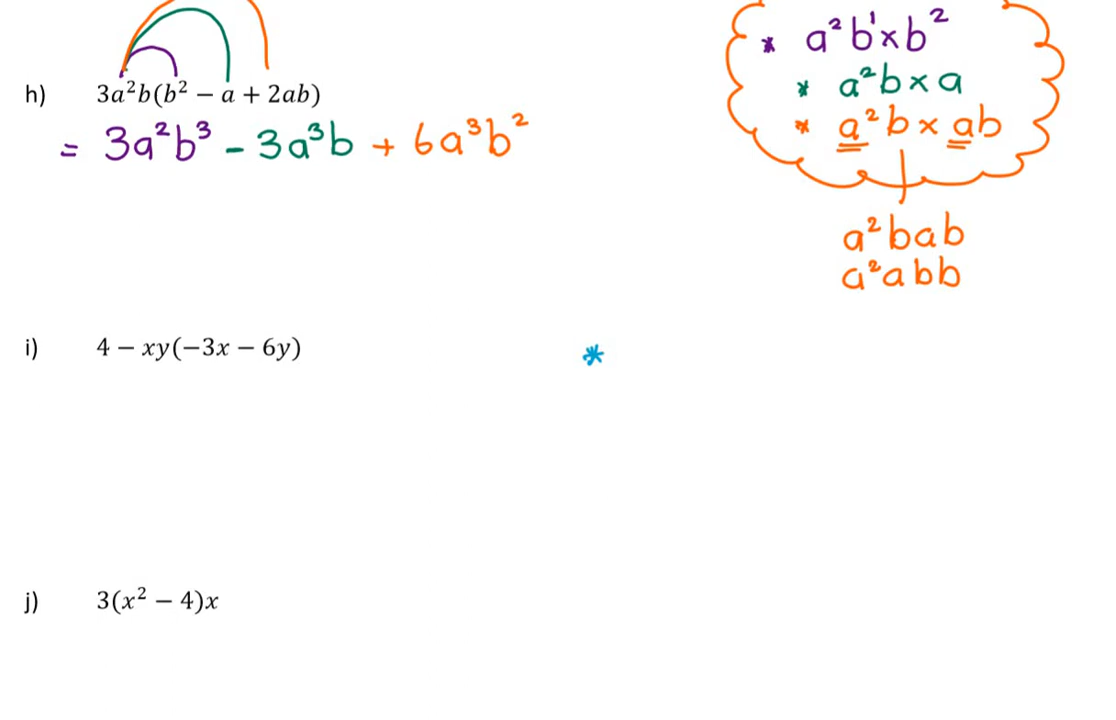 * a²b¹×b²
* a²b×a
h) 3a²b(b² − a + 2ab)
= 3a²b³ - 3a³b + 6a³b²
* a²b × ab
a²bab
a²abb
i) 4 − xy(−3x − 6y) *
j) 3(x² − 4)x